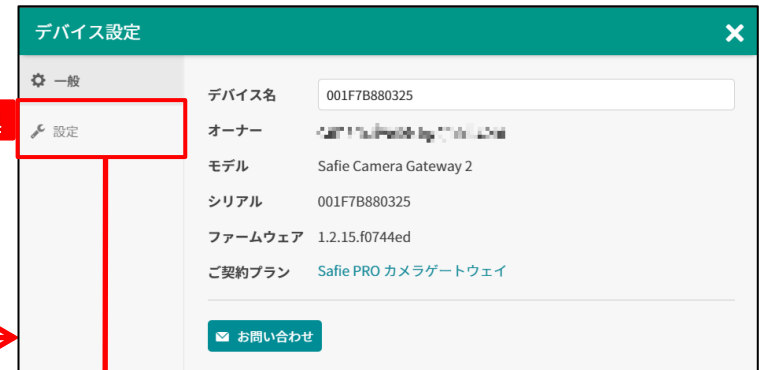 デバイス設定
一般
設定
デバイス名 001F7B880325
オーナー
モデル Safie Camera Gateway 2
シリアル 001F7B880325
ファームウェア 1.2.15.f0744ed
ご契約プラン Safie PRO カメラゲートウェイ
お問い合わせ